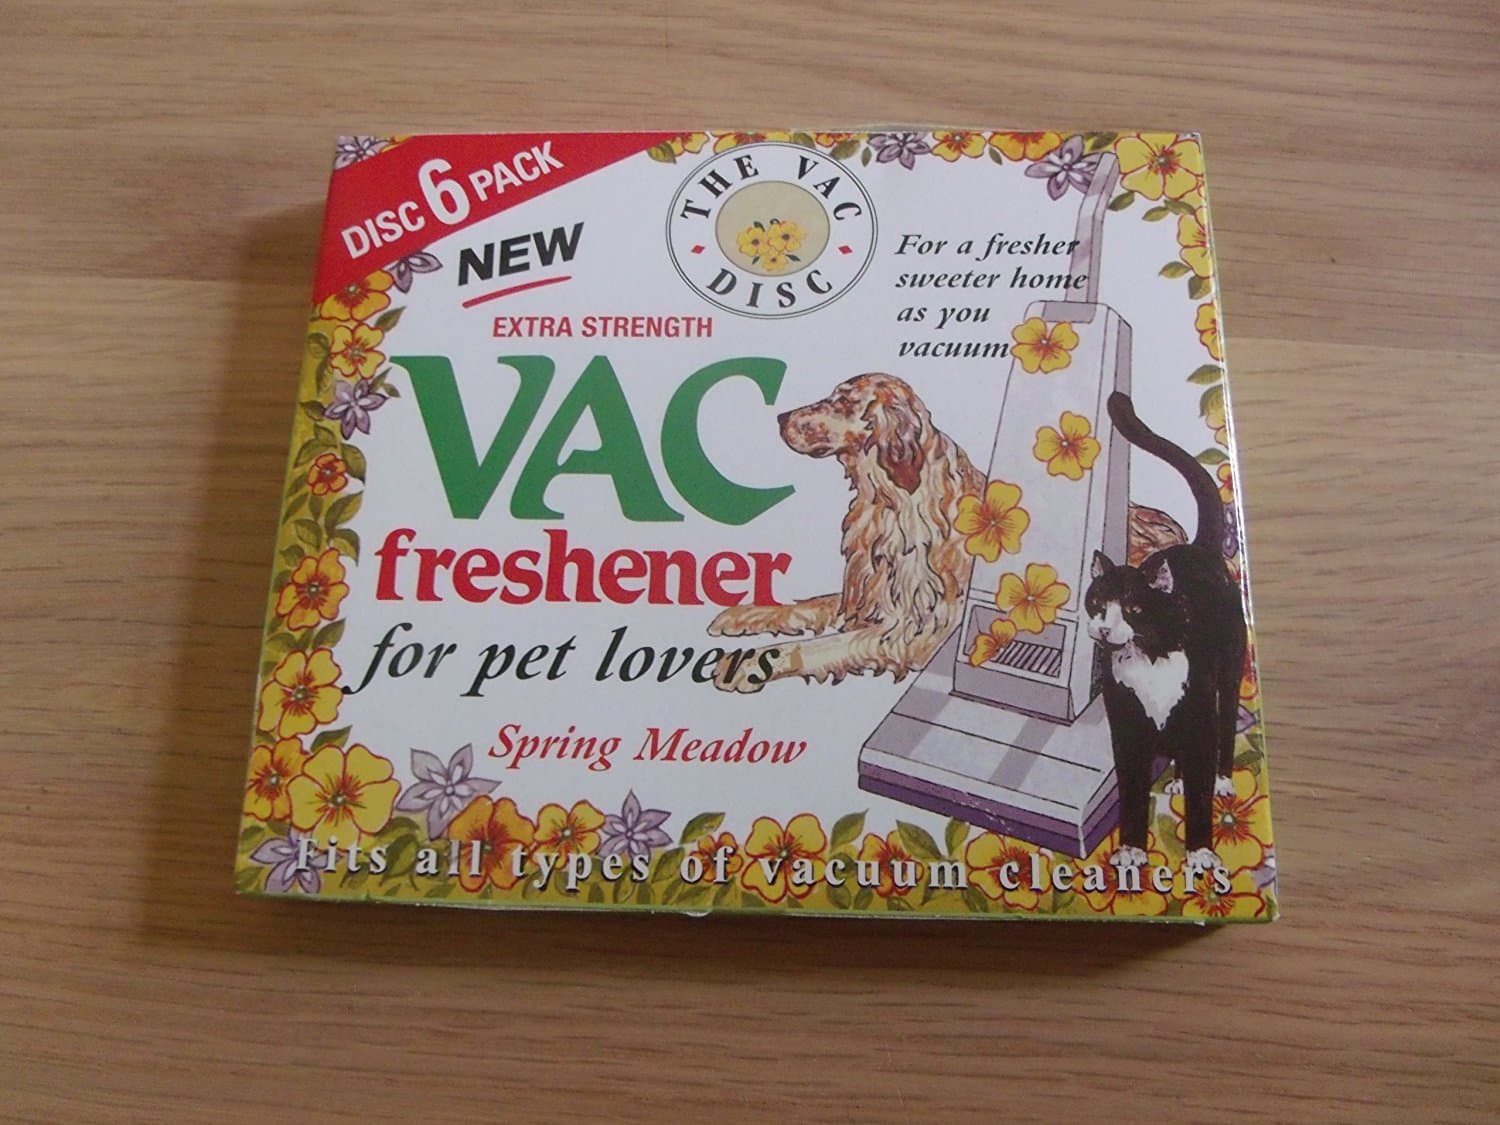 DISC 6 PACK
NEW
THE VAC
DISC
EXTRA STRENGTH
For a fresher
sweeter home
as you
vacuum
VAC
freshener
for pet lovers
Spring Meadow
Fits all types of vacuum cleaners